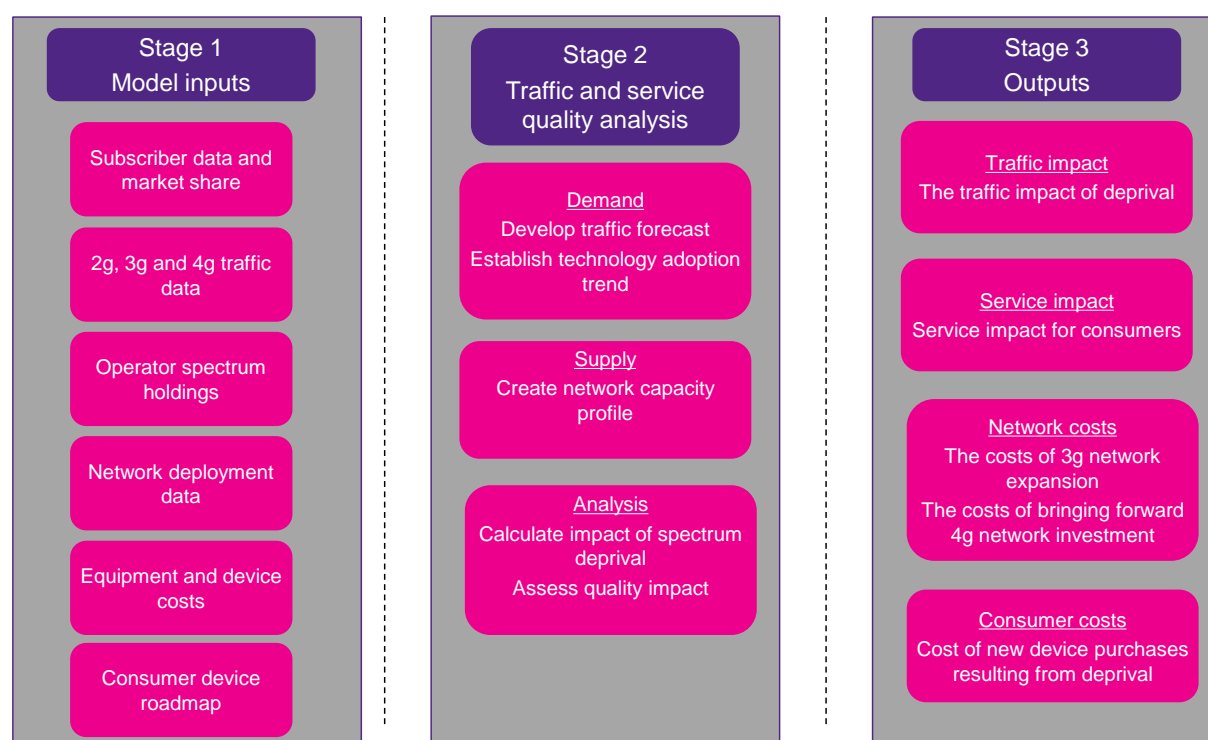 Stage 1
Model inputs
Subscriber data and
market share
2g, 3g and 4g traffic
data
Operator spectrum
holdings
Network deployment
data
Equipment and device
costs
Consumer device
roadmap
Stage 2
Traffic and service
quality analysis
Demand
Develop traffic forecast
Establish technology adoption
trend
Supply
Create network capacity
profile
Analysis
Calculate impact of spectrum
deprival
Assess quality impact
Stage 3
Outputs
Traffic impact
The traffic impact of deprival
Service impact
Service impact for consumers
Network costs
The costs of 3g network
expansion
The costs of bringing forward
4g network investment
Consumer costs
Cost of new device purchases
resulting from deprival